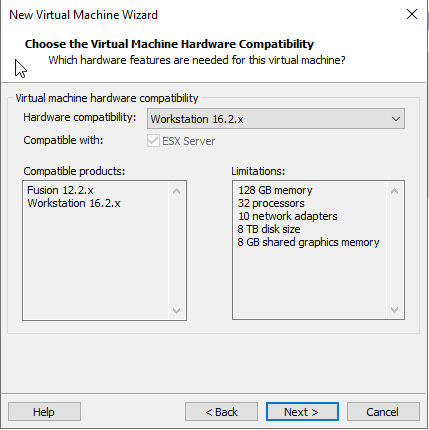 New Virtual Machine Wizard
Choose the Virtual Machine Hardware Compatibility
Which hardware features are needed for this virtual machine?
Virtual machine hardware compatibility
Hardware compatibility: Workstation 16.2.x
Compatible with: ESX Server
Compatible products:
Fusion 12.2.x
Workstation 16.2.x
Limitations:
128 GB memory
32 processors
10 network adapters
8 TB disk size
8 GB shared graphics memory
Help < Back Next > Cancel